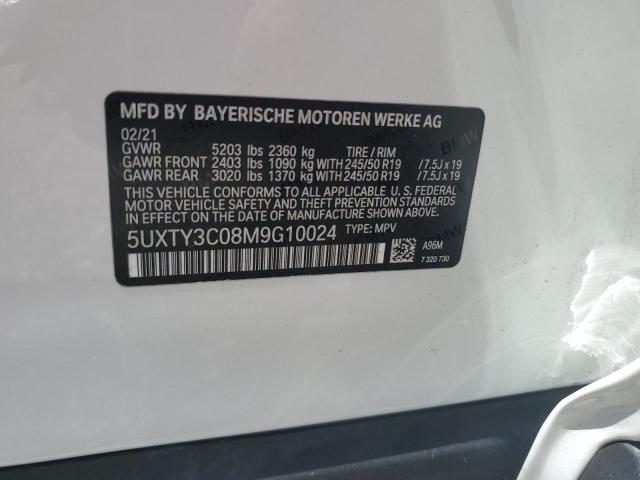 MFD BY BAYERISCHE MOTOREN WERKE AG
02/21
GVWR 5203 lbs 2360 kg TIRE / RIM
GAWR FRONT 2403 lbs 1090 kg WITH 245/50 R19 /7.5J x 19
GAWR REAR 3020 lbs 1370 kg WITH 245/50 R19 /7.5J x 19
THIS VEHICLE CONFORMS TO ALL APPLICABLE U. S. FEDERAL
MOTOR VEHICLE SAFETY, BUMPER, AND THEFT PREVENTION STANDARDS
IN EFFECT ON THE DATE OF MANUFACTURE SHOWN ABOVE.
5UXTY3C08M9G10024 TYPE: MPV
A96M
7 320 730